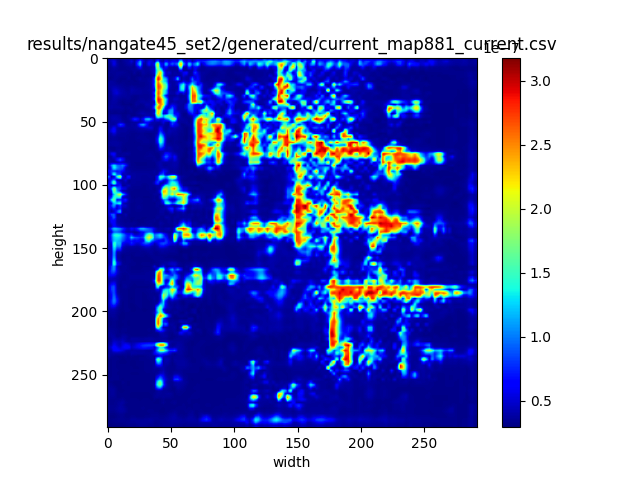 results/nangate45_set2/generated/current_map881_current.csv
1e−7
0
50
100
150
200
250
height
0 50 100 150 200 250
width
3.0
2.5
2.0
1.5
1.0
0.5